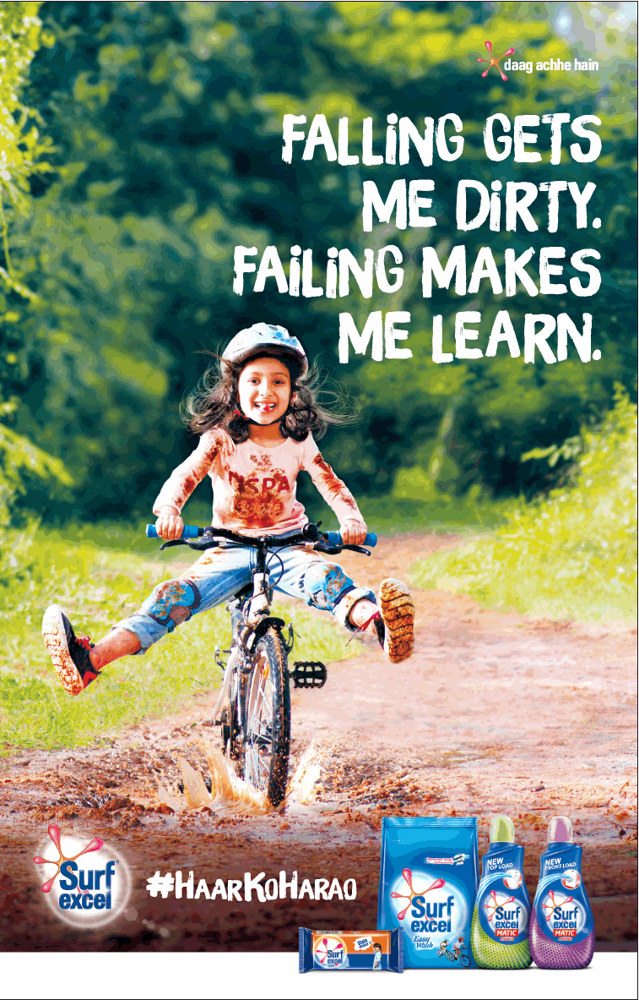 daag achhe hain
FALLiNG GETS
ME DiRTY.
FAiLiNG MAKES
ME LEARN.
Surf
excel
#HAARKOHARAO
Surf
excel
Surf
excel
Easy
Wash
NEW
TOP LOAD
Surf
excel
MATIC
NEW
FRONT LOAD
Surf
excel
MATIC